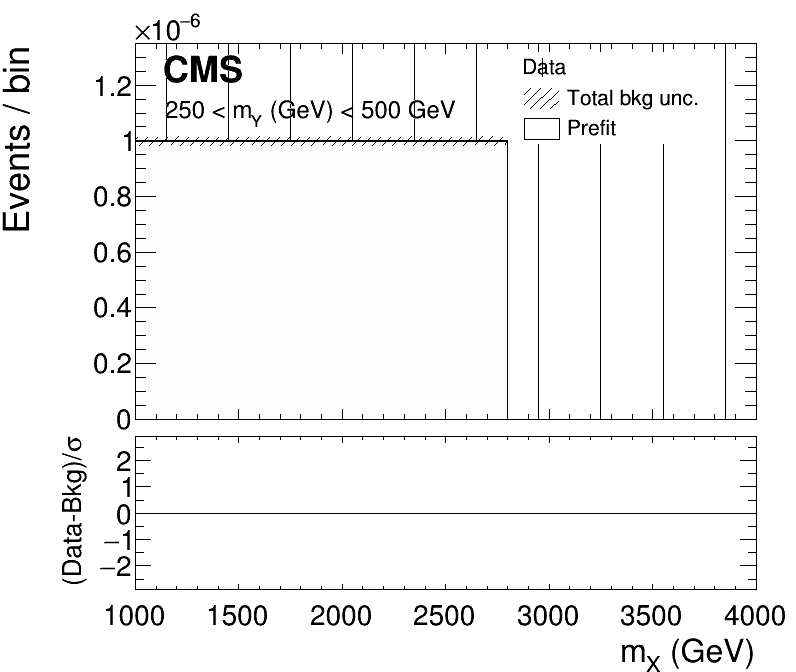 ×10⁻⁶
Events / bin
CMS
250 < m_Y (GeV) < 500 GeV
Data
Total bkg unc.
Prefit
1.2
1
0.8
0.6
0.4
0.2
0
(Data-Bkg)/σ
2
1
0
−1
−2
1000 1500 2000 2500 3000 3500 4000
m_X (GeV)